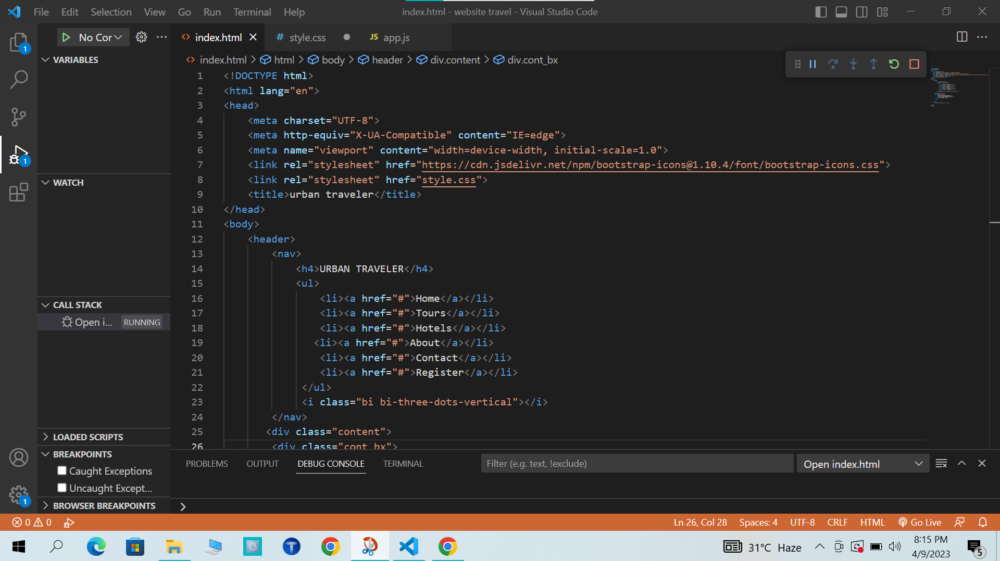 File Edit Selection View Go Run Terminal Help
index.html - website travel - Visual Studio Code
No Cor
index.html
# style.css
JS app.js
index.html > html > body > header > div.content > div.cont_bx
VARIABLES
WATCH
CALL STACK
Open i... RUNNING
LOADED SCRIPTS
BREAKPOINTS
Caught Exceptions
Uncaught Except...
BROWSER BREAKPOINTS
1
1
1
1 <!DOCTYPE html>
2 <html lang="en">
3 <head>
4 <meta charset="UTF-8">
5 <meta http-equiv="X-UA-Compatible" content="IE=edge">
6 <meta name="viewport" content="width=device-width, initial-scale=1.0">
7 <link rel="stylesheet" href="https://cdn.jsdelivr.net/npm/bootstrap-icons@1.10.4/font/bootstrap-icons.css">
8 <link rel="stylesheet" href="style.css">
9 <title>urban traveler</title>
10 </head>
11 <body>
12 <header>
13 <nav>
14 <h4>URBAN TRAVELER</h4>
15 <ul>
16 <li><a href="#">Home</a></li>
17 <li><a href="#">Tours</a></li>
18 <li><a href="#">Hotels</a></li>
19 <li><a href="#">About</a></li>
20 <li><a href="#">Contact</a></li>
21 <li><a href="#">Register</a></li>
22 </ul>
23 <i class="bi bi-three-dots-vertical"></i>
24 </nav>
25 <div class="content">
26 <div class="cont_bx">
PROBLEMS OUTPUT DEBUG CONSOLE TERMINAL
Filter (e.g. text, !exclude)
Open index.html
0 0
Ln 26, Col 28 Spaces: 4 UTF-8 CRLF HTML Go Live
31°C Haze
8:15 PM
4/9/2023
5